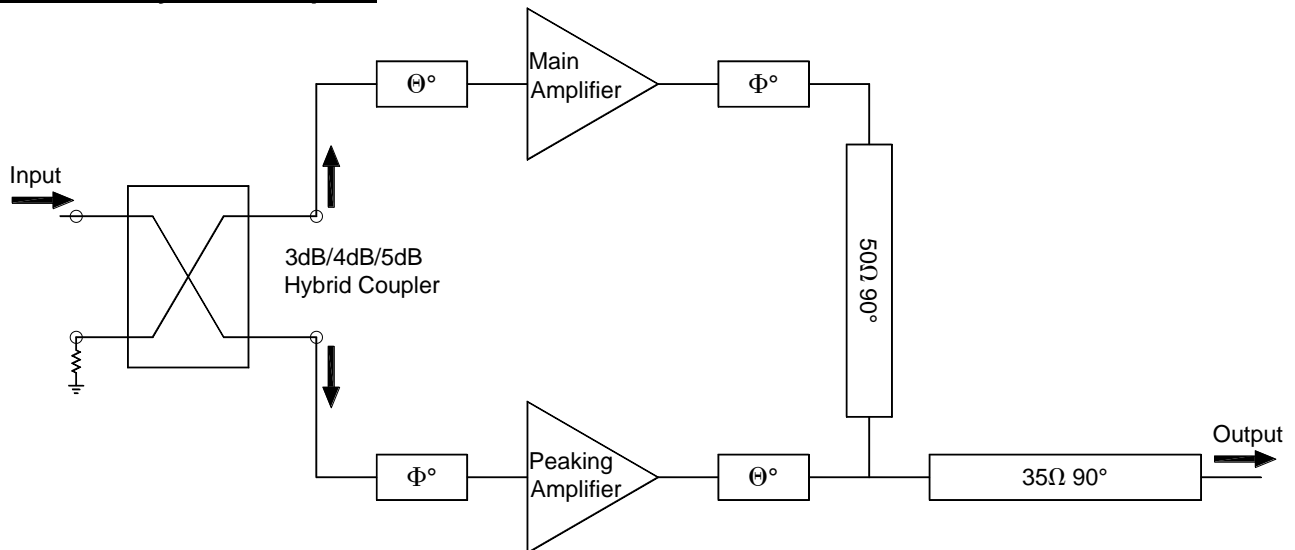 Main
Amplifier
Θ°
Φ°
Input
3dB/4dB/5dB
Hybrid Coupler
50Ω 90°
Peaking
Amplifier
Φ°
Θ°
35Ω 90°
Output